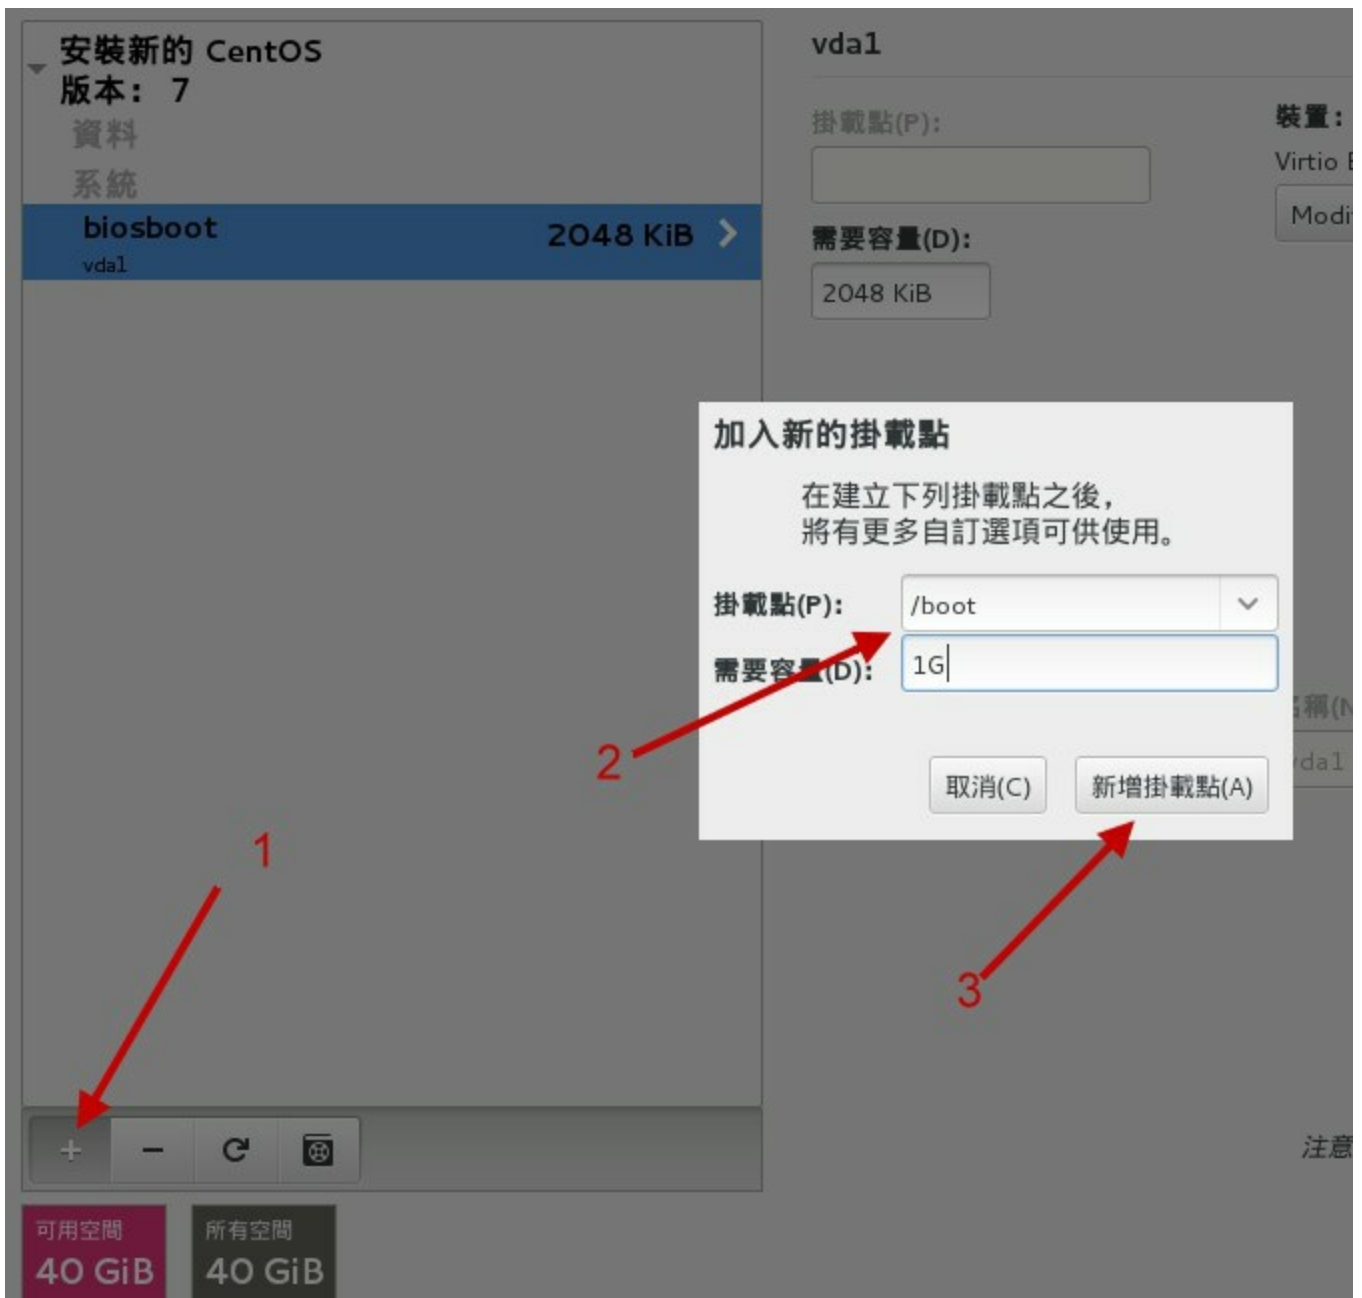 安裝新的 CentOS
版本： 7
資料
系統
biosboot
2048 KiB
vda1
vda1
掛載點(P):
裝置：
Virtio
需要容量(D):
2048 KiB
加入新的掛載點
在建立下列掛載點之後，
將有更多自訂選項可供使用。
掛載點(P):
/boot
需要容量(D):
1G
取消(C)
新增掛載點(A)
1
2
3
vda1
注意
可用空間
40 GiB
所有空間
40 GiB